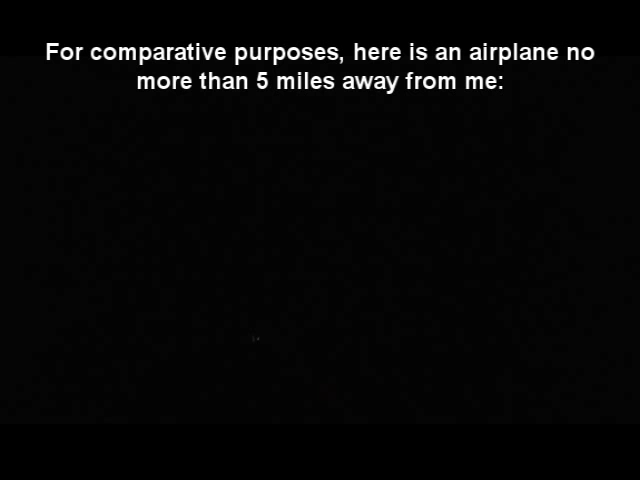 For comparative purposes, here is an airplane no
more than 5 miles away from me: